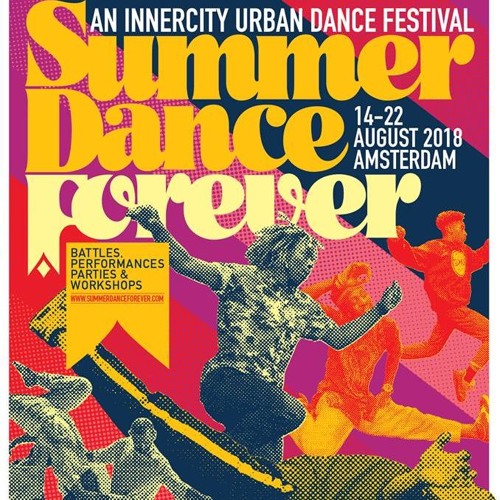 AN INNERCITY URBAN DANCE FESTIVAL
Summer
Dance
14-22
AUGUST 2018
AMSTERDAM
forever
BATTLES,
PERFORMANCES
PARTIES &
WORKSHOPS
WWW.SUMMERDANCEFOREVER.COM